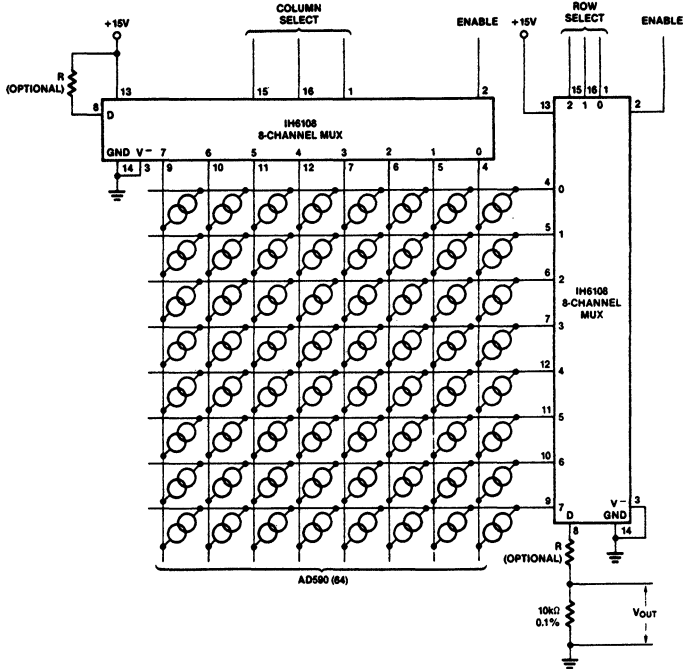 COLUMN
SELECT
ROW
SELECT
+15V
ENABLE
+15V
ENABLE
R
(OPTIONAL)
13
15
16
1
2
15 16 1
8
D
IH6108
8-CHANNEL MUX
13
2 1 0
2
GND V– 7 6 5 4 3 2 1 0
14 3 9 10 11 12 7 6 5 4
4 0
5 1
6 2
IH6108
8-CHANNEL
MUX
7 3
12 4
11 5
10 6
9 7
V– 3
D GND
8 14
AD590 (64)
R
(OPTIONAL)
10kΩ
0.1%
VOUT